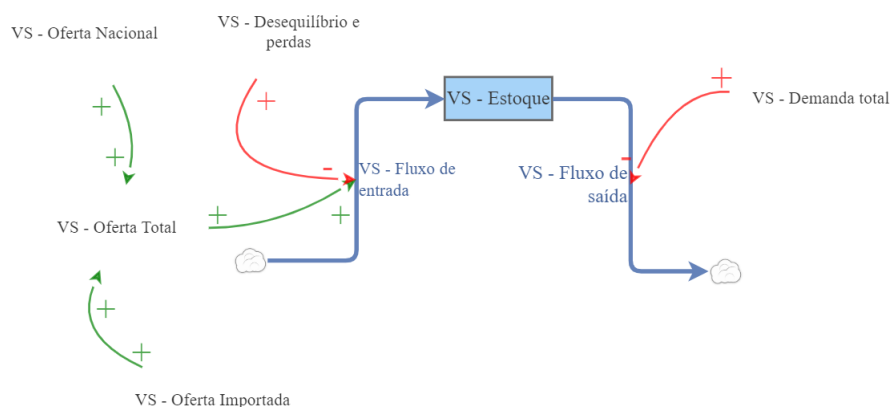 VS - Oferta Nacional
VS - Desequilíbrio e
perdas
+
+
+
+
VS - Estoque
+
VS - Demanda total
-
VS - Fluxo de
entrada
-
VS - Fluxo de
saída
VS - Oferta Total
+
+
+
+
VS - Oferta Importada